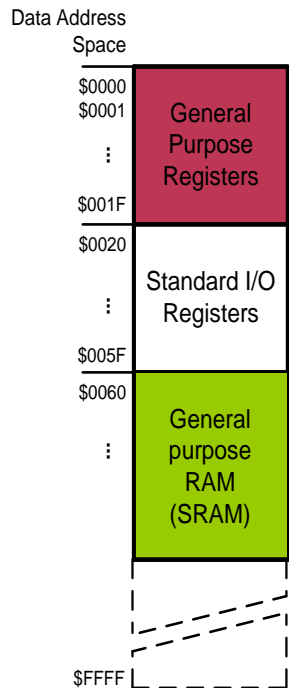 Data Address
Space
$0000
$0001
⋮
$001F
General
Purpose
Registers
$0020
⋮
$005F
Standard I/O
Registers
$0060
⋮
General
purpose
RAM
(SRAM)
$FFFF